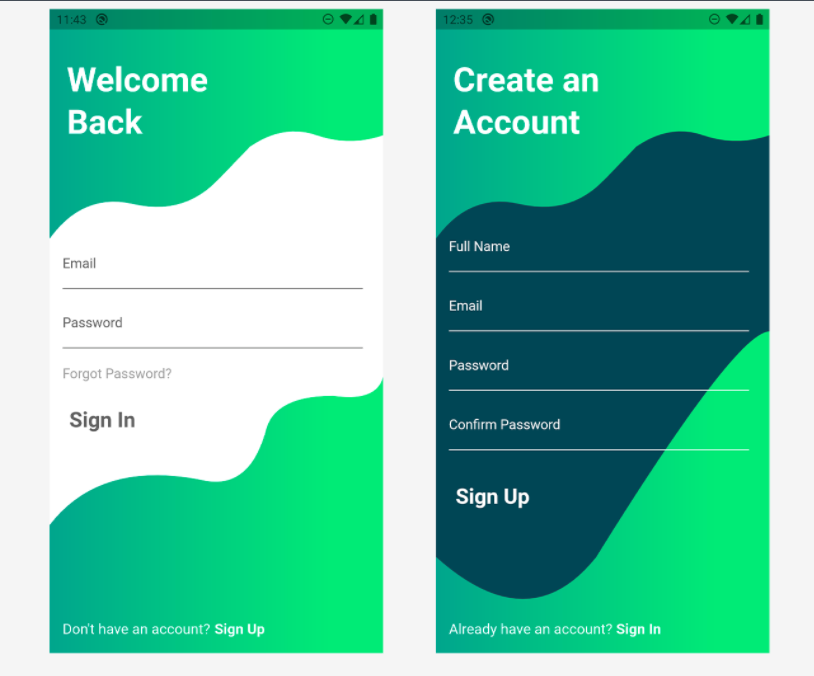 11:43
Welcome
Back
Email
Password
Forgot Password?
Sign In
Don't have an account? Sign Up
12:35
Create an
Account
Full Name
Email
Password
Confirm Password
Sign Up
Already have an account? Sign In